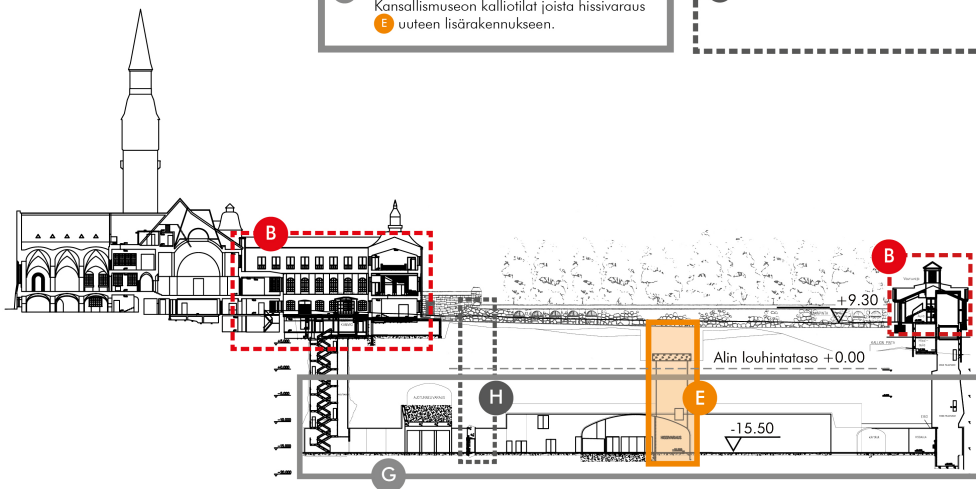 Kansallismuseon kalliotilat joista hissivaraus
E uuteen lisärakennukseen.
B
B
+9.30
Alin louhintataso +0.00
H
E
-15.50
G